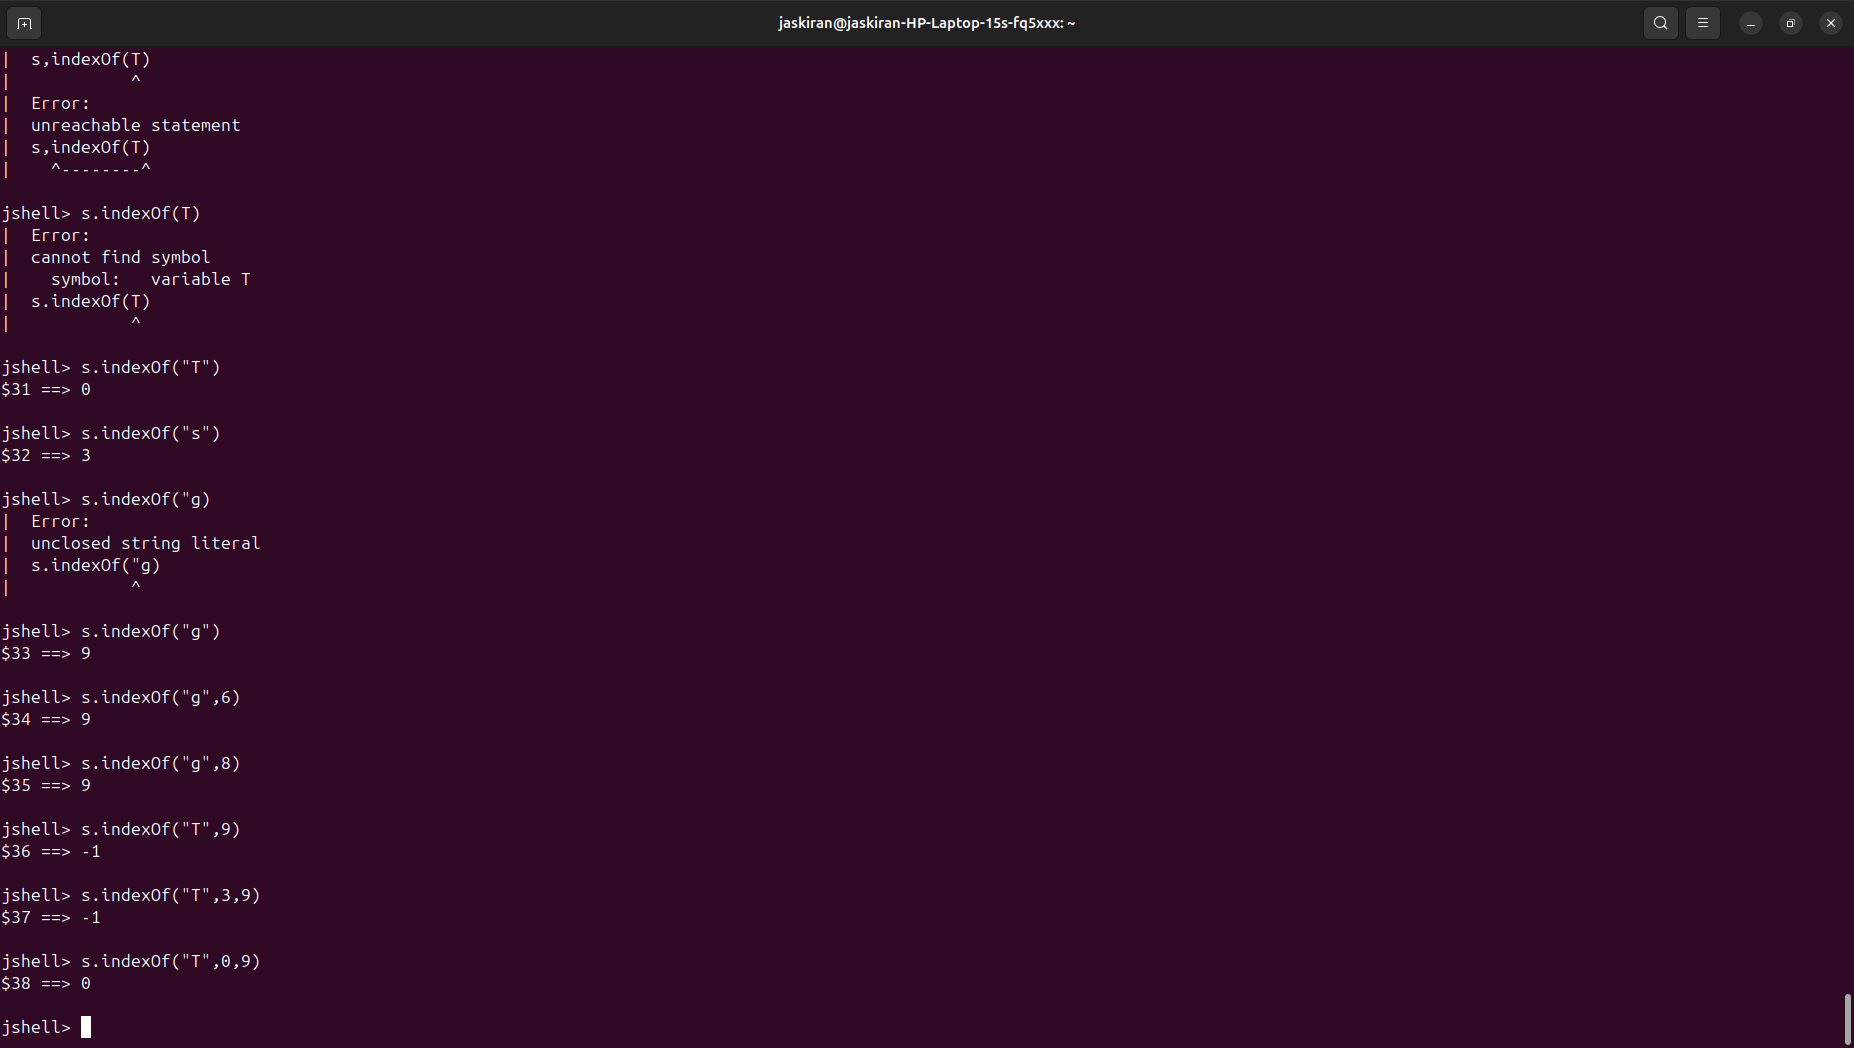 jaskiran@jaskiran-HP-Laptop-15s-fq5xxx: ~
|  s,indexOf(T)
|            ^
|  Error:
|  unreachable statement
|  s,indexOf(T)
|    ^--------^
jshell> s.indexOf(T)
|  Error:
|  cannot find symbol
|    symbol:   variable T
|  s.indexOf(T)
|            ^
jshell> s.indexOf("T")
$31 ==> 0
jshell> s.indexOf("s")
$32 ==> 3
jshell> s.indexOf("g)
|  Error:
|  unclosed string literal
|  s.indexOf("g)
|            ^
jshell> s.indexOf("g")
$33 ==> 9
jshell> s.indexOf("g",6)
$34 ==> 9
jshell> s.indexOf("g",8)
$35 ==> 9
jshell> s.indexOf("T",9)
$36 ==> -1
jshell> s.indexOf("T",3,9)
$37 ==> -1
jshell> s.indexOf("T",0,9)
$38 ==> 0
jshell>